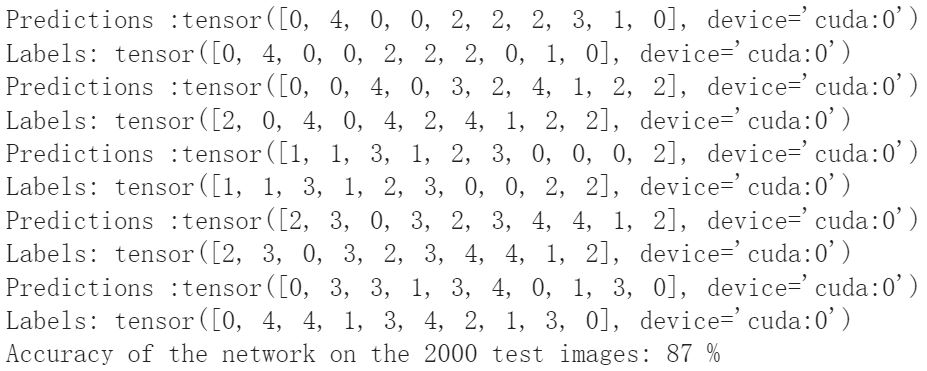 Predictions :tensor([0, 4, 0, 0, 2, 2, 2, 3, 1, 0], device='cuda:0')
Labels: tensor([0, 4, 0, 0, 2, 2, 2, 0, 1, 0], device='cuda:0')
Predictions :tensor([0, 0, 4, 0, 3, 2, 4, 1, 2, 2], device='cuda:0')
Labels: tensor([2, 0, 4, 0, 4, 2, 4, 1, 2, 2], device='cuda:0')
Predictions :tensor([1, 1, 3, 1, 2, 3, 0, 0, 0, 2], device='cuda:0')
Labels: tensor([1, 1, 3, 1, 2, 3, 0, 0, 2, 2], device='cuda:0')
Predictions :tensor([2, 3, 0, 3, 2, 3, 4, 4, 1, 2], device='cuda:0')
Labels: tensor([2, 3, 0, 3, 2, 3, 4, 4, 1, 2], device='cuda:0')
Predictions :tensor([0, 3, 3, 1, 3, 4, 0, 1, 3, 0], device='cuda:0')
Labels: tensor([0, 4, 4, 1, 3, 4, 2, 1, 3, 0], device='cuda:0')
Accuracy of the network on the 2000 test images: 87 %